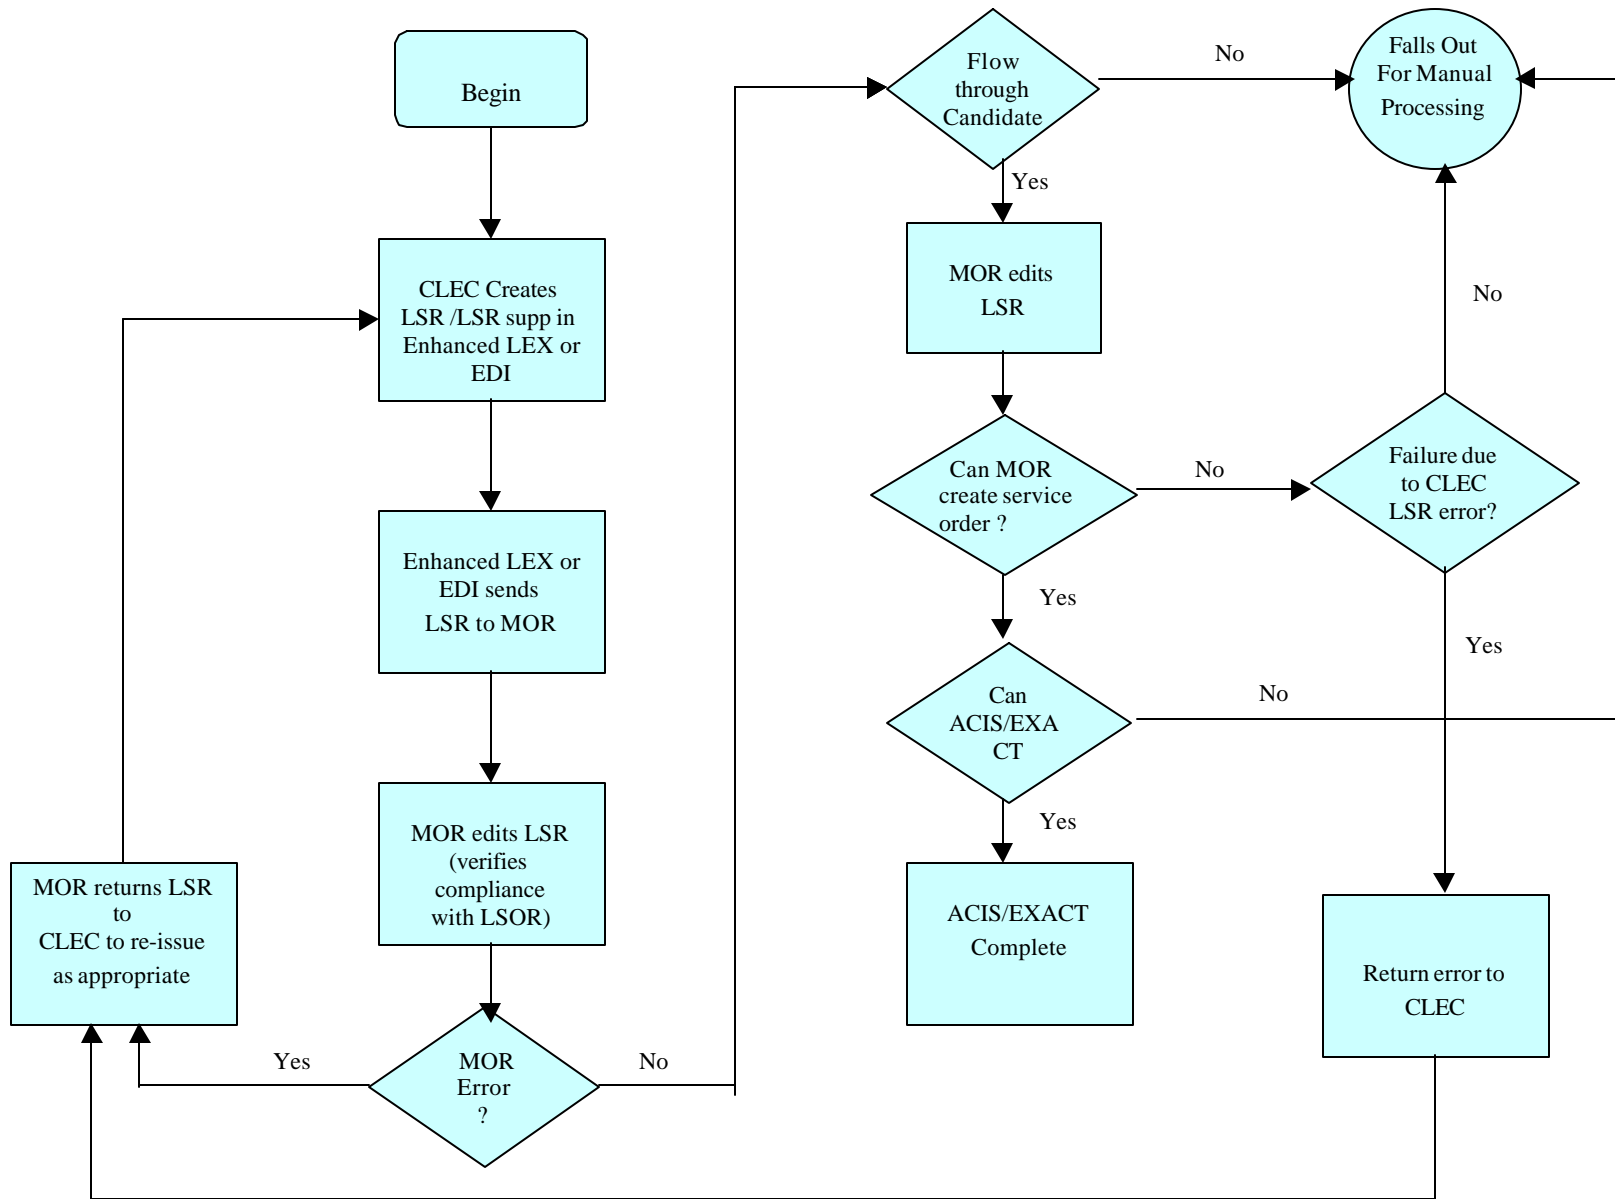 Begin
CLEC Creates
LSR /LSR supp in
Enhanced LEX or
EDI
Enhanced LEX or
EDI sends
LSR to MOR
MOR edits LSR
(verifies
compliance
with LSOR)
MOR
Error
?
Yes
No
MOR returns LSR
to
CLEC to re-issue
as appropriate
Flow
through
Candidate
No
Yes
Falls Out
For Manual
Processing
MOR edits
LSR
Can MOR
create service
order ?
No
Yes
Failure due
to CLEC
LSR error?
No
Yes
Can
ACIS/EXA
CT
No
Yes
ACIS/EXACT
Complete
Return error to
CLEC